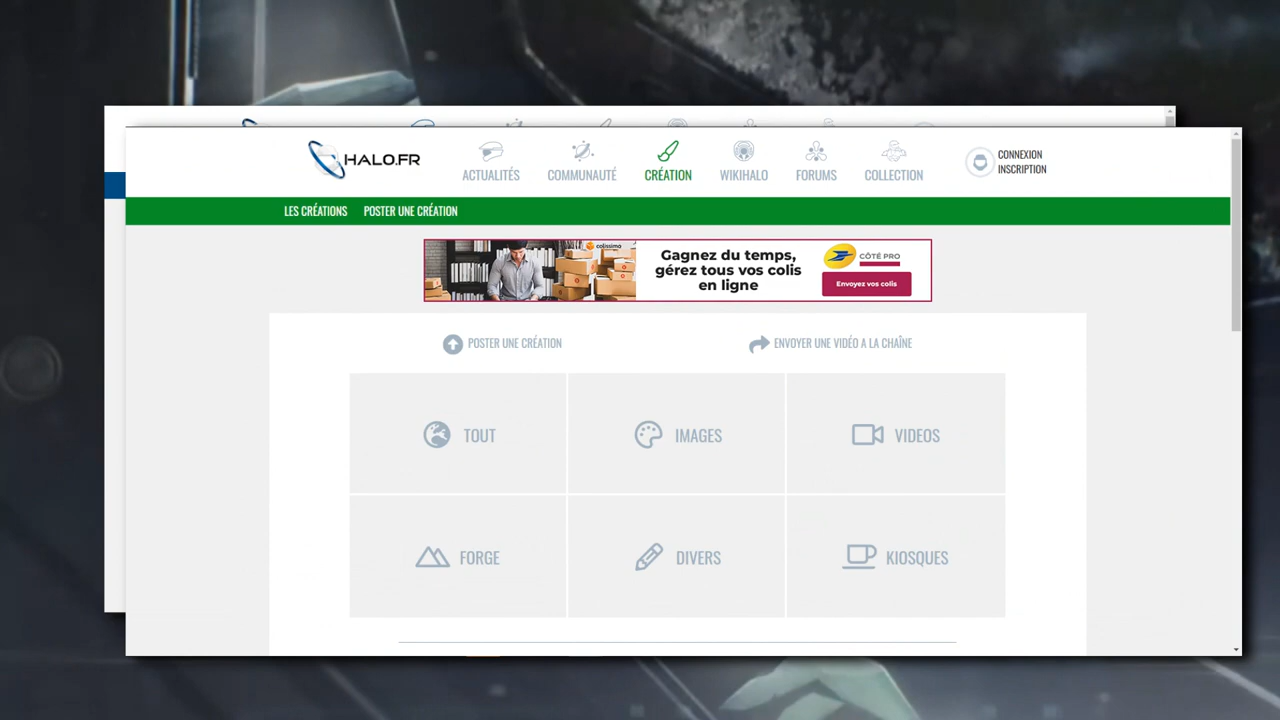 HALO.FR
ACTUALITÉS
COMMUNAUTÉ
CRÉATION
WIKIHALO
FORUMS
COLLECTION
CONNEXION
INSCRIPTION
LES CRÉATIONS
POSTER UNE CRÉATION
colissimo
Gagnez du temps,
gérez tous vos colis
en ligne
CÔTÉ PRO
Envoyez vos colis
POSTER UNE CRÉATION
ENVOYER UNE VIDÉO A LA CHAÎNE
TOUT
IMAGES
VIDEOS
FORGE
DIVERS
KIOSQUES